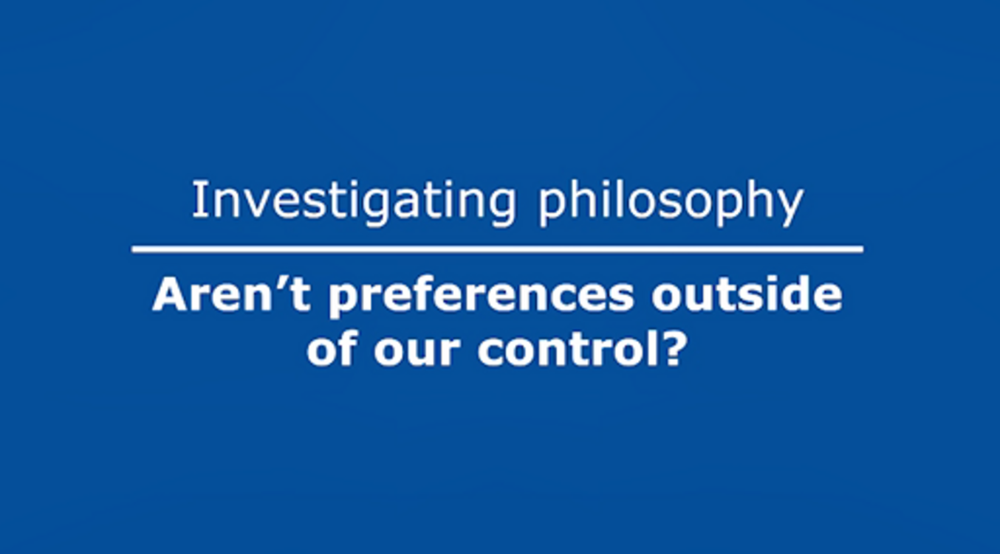 Investigating philosophy
Aren’t preferences outside
of our control?